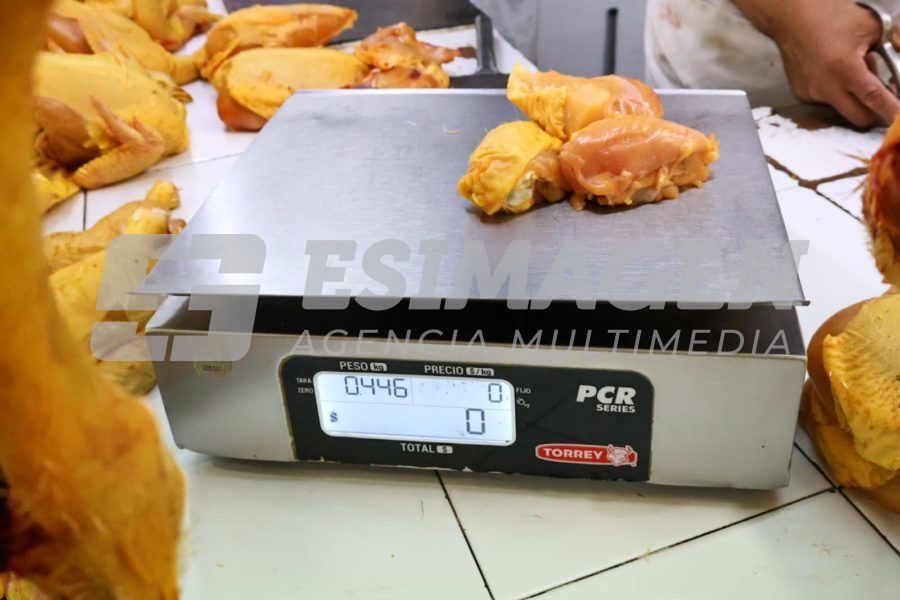 ESIMAGEN
AGENCIA MULTIMEDIA
PESO kg PRECIO $/kg
TARA
ZERO
0.446 0
FIJO
$ 0
TOTAL $
PCR
SERIES
TORREY